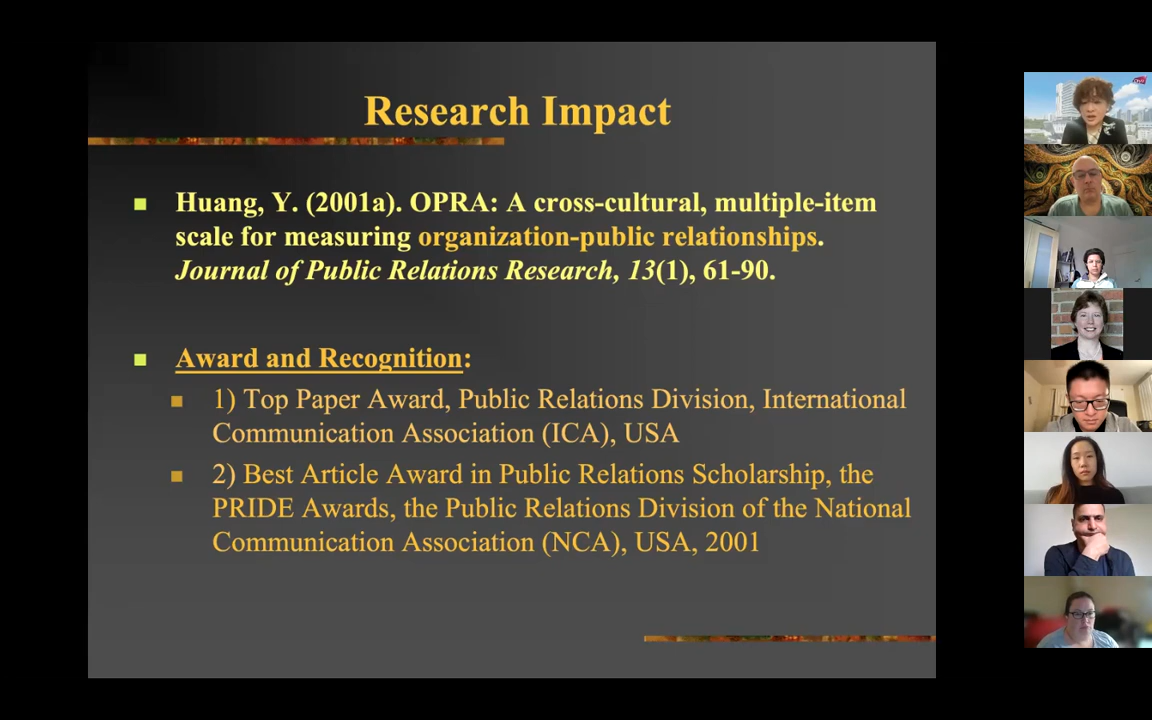 Research Impact
Huang, Y. (2001a). OPRA: A cross-cultural, multiple-item
scale for measuring organization-public relationships.
Journal of Public Relations Research, 13(1), 61-90.
Award and Recognition:
1) Top Paper Award, Public Relations Division, International
Communication Association (ICA), USA
2) Best Article Award in Public Relations Scholarship, the
PRIDE Awards, the Public Relations Division of the National
Communication Association (NCA), USA, 2001